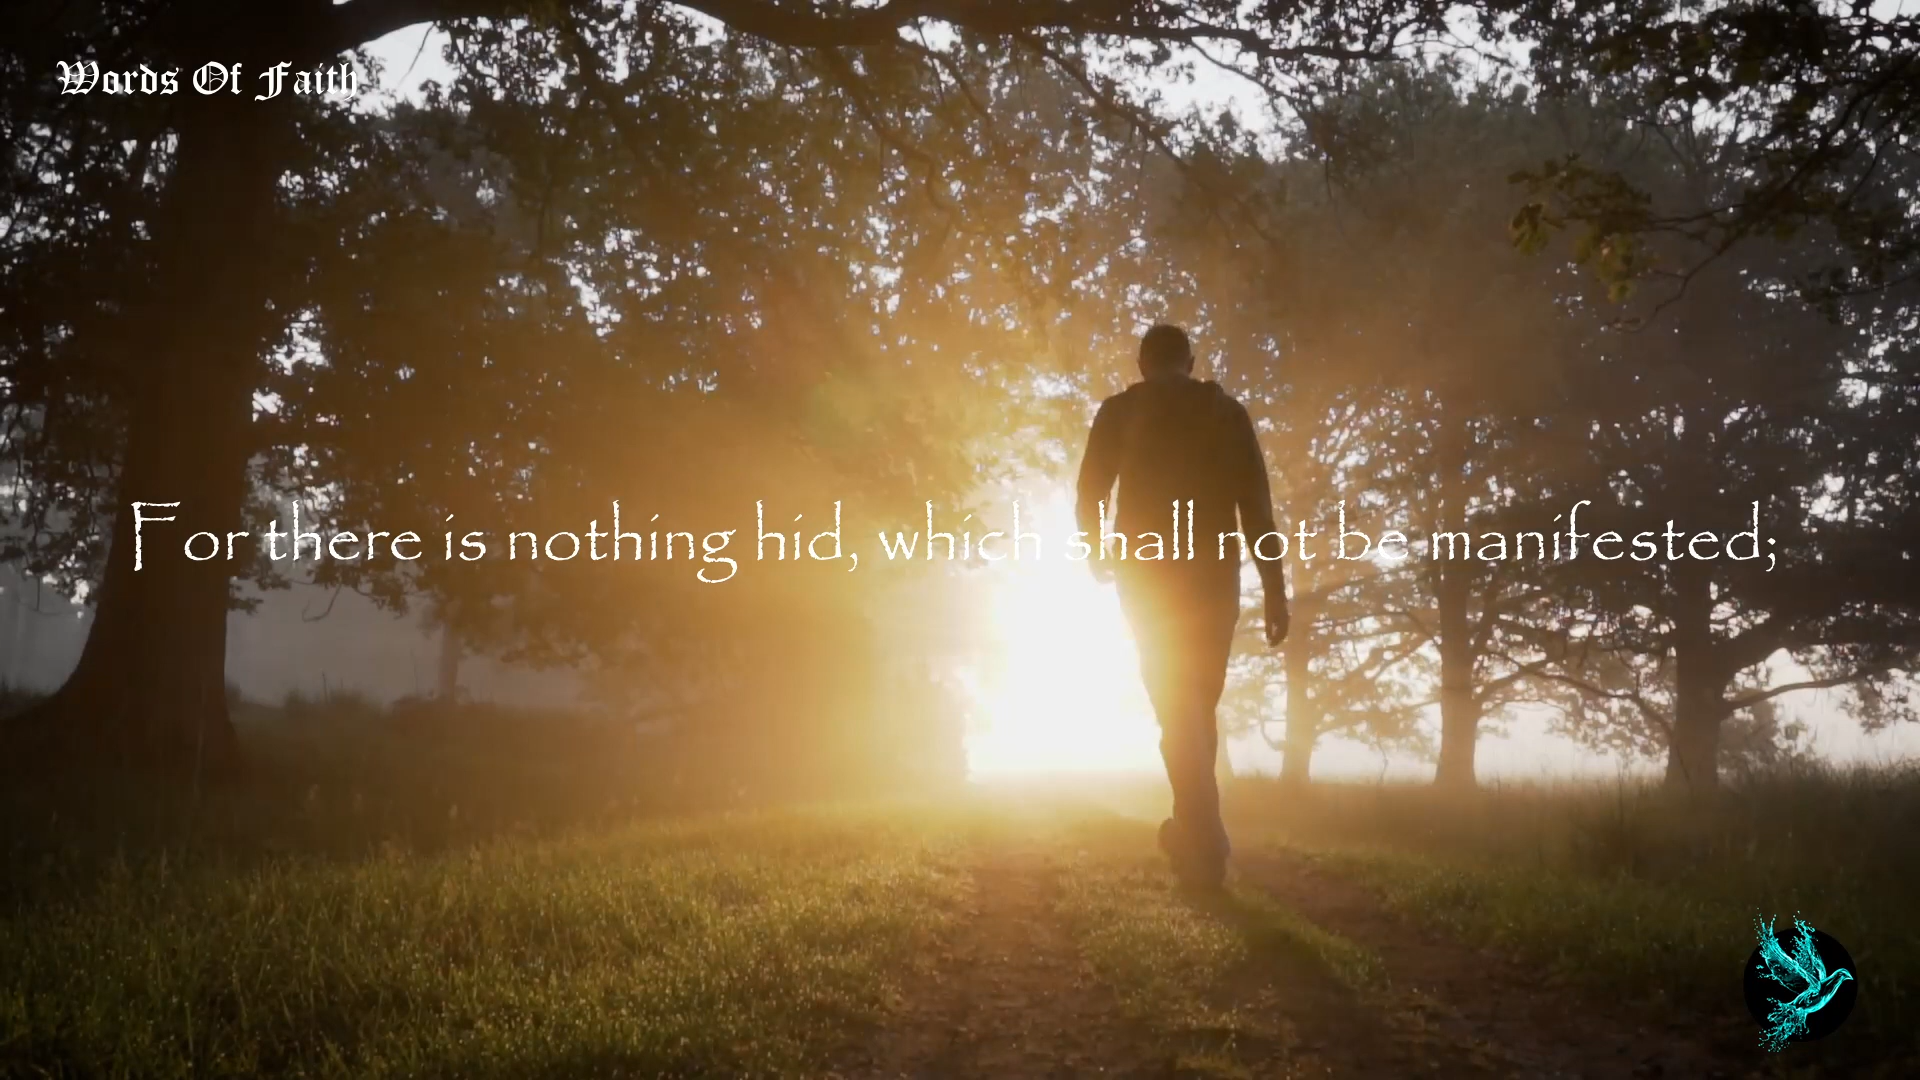 Words Of Faith
For there is nothing hid, which shall not be manifested;